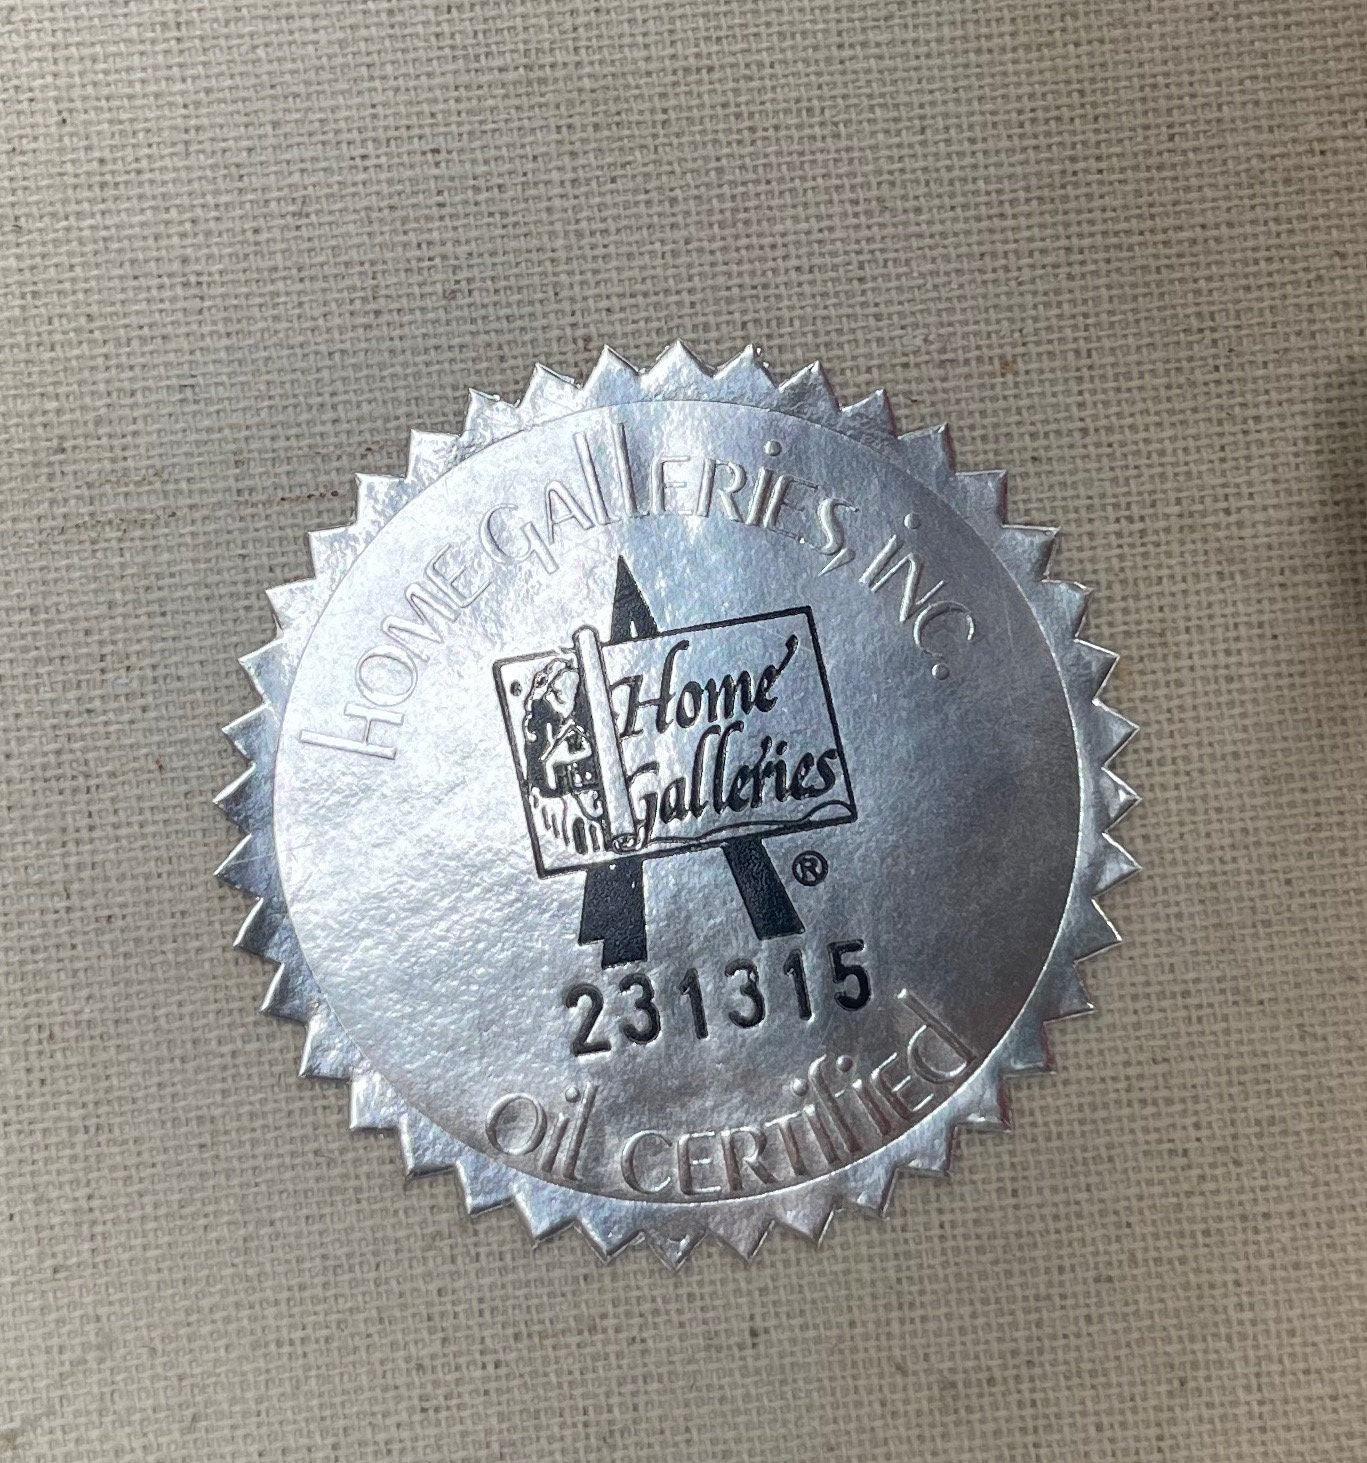 HOME GALLERIES, INC.
Home
Galleries
®
231315
Oil CERTIFIED